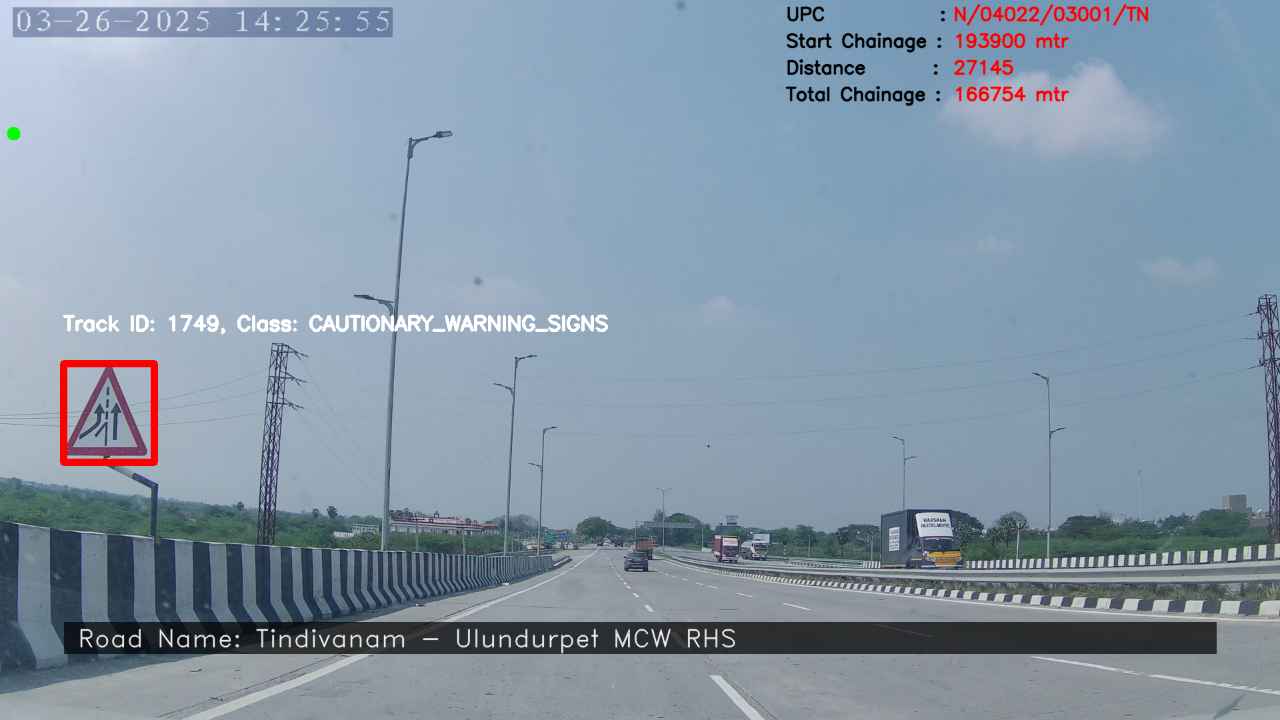 03-26-2025 14:25:55
UPC : N/04022/03001/TN
Start Chainage : 193900 mtr
Distance : 27145
Total Chainage : 166754 mtr
Track ID: 1749, Class: CAUTIONARY_WARNING_SIGNS
Road Name: Tindivanam - Ulundurpet MCW RHS